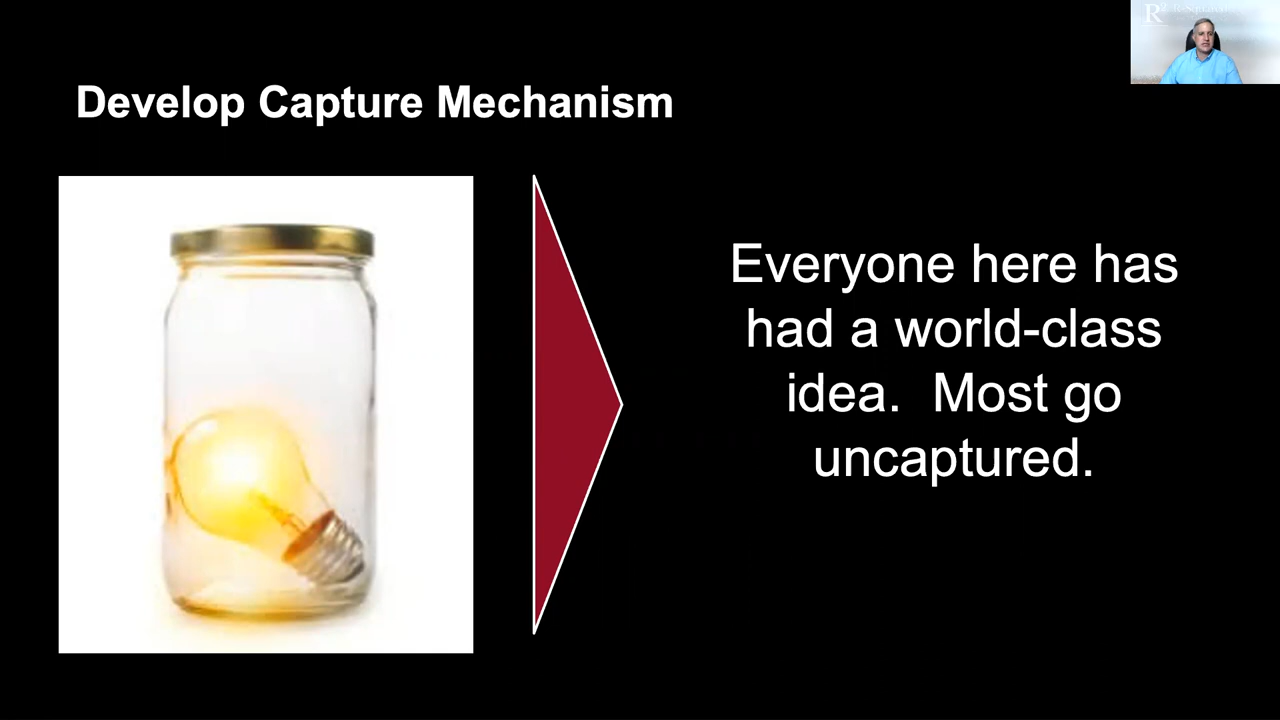 Develop Capture Mechanism
Everyone here has
had a world-class
idea.  Most go
uncaptured.